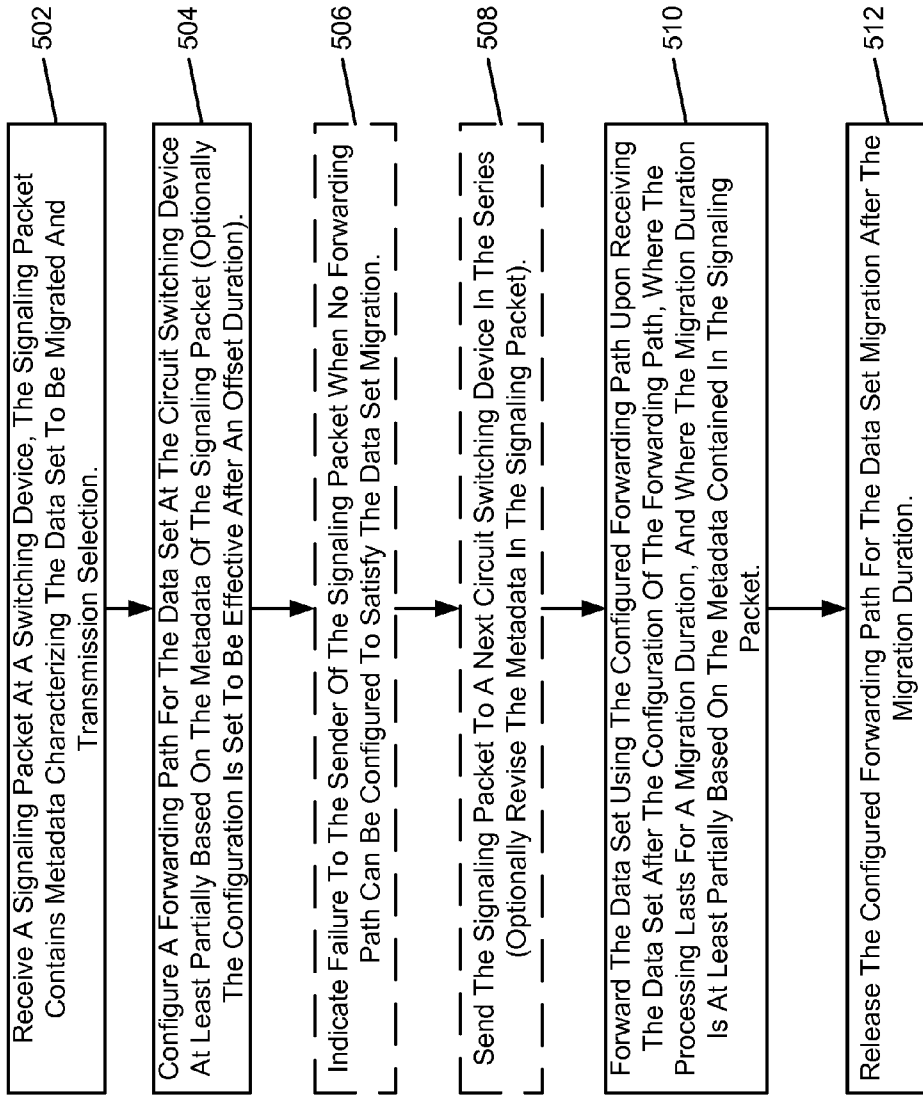 Receive A Signaling Packet At A Switching Device, The Signaling Packet
Contains Metadata Characterizing The Data Set To Be Migrated And
Transmission Selection.
502
Configure A Forwarding Path For The Data Set At The Circuit Switching Device
At Least Partially Based On The Metadata Of The Signaling Packet (Optionally
The Configuration Is Set To Be Effective After An Offset Duration).
504
Indicate Failure To The Sender Of The Signaling Packet When No Forwarding
Path Can Be Configured To Satisfy The Data Set Migration.
506
Send The Signaling Packet To A Next Circuit Switching Device In The Series
(Optionally Revise The Metadata In The Signaling Packet).
508
Forward The Data Set Using The Configured Forwarding Path Upon Receiving
The Data Set After The Configuration Of The Forwarding Path, Where The
Processing Lasts For A Migration Duration, And Where The Migration Duration
Is At Least Partially Based On The Metadata Contained In The Signaling
Packet.
510
Release The Configured Forwarding Path For The Data Set Migration After The
Migration Duration.
512